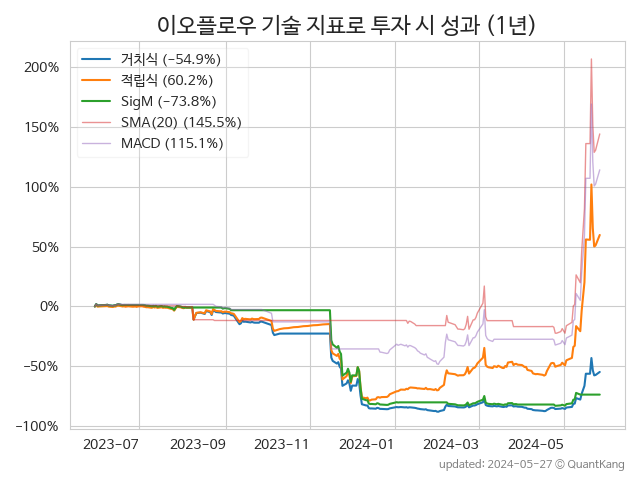 이오플로우 기술 지표로 투자 시 성과 (1년)
거치식 (−54.9%)
적립식 (60.2%)
SigM (−73.8%)
SMA(20) (145.5%)
MACD (115.1%)
200%
150%
100%
50%
0%
−50%
−100%
2023−07 2023−09 2023−11 2024−01 2024−03 2024−05
updated: 2024-05-27 © QuantKang